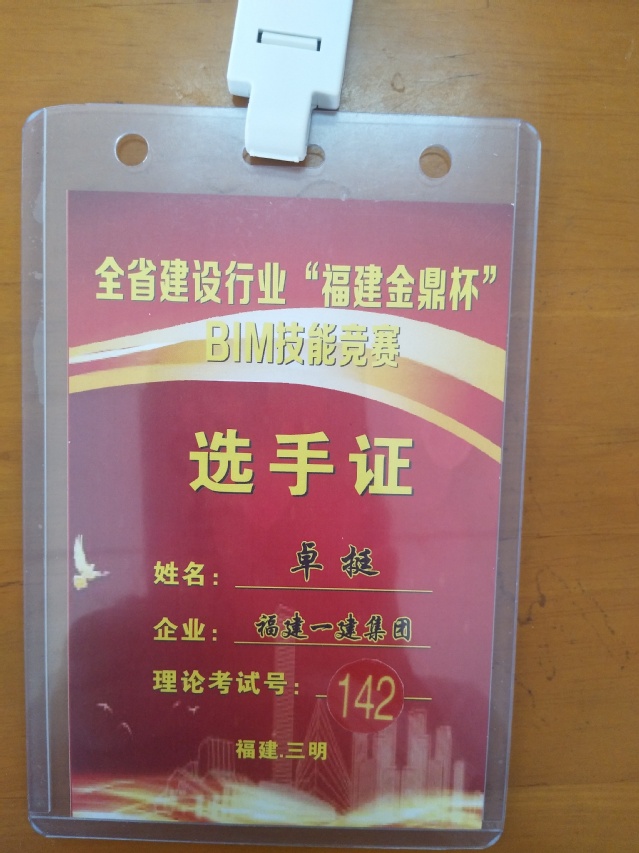 全省建设行业“福建金鼎杯”
BIM技能竞赛
选手证
姓名：卓挺
企业：福建一建集团
理论考试号：142
福建.三明